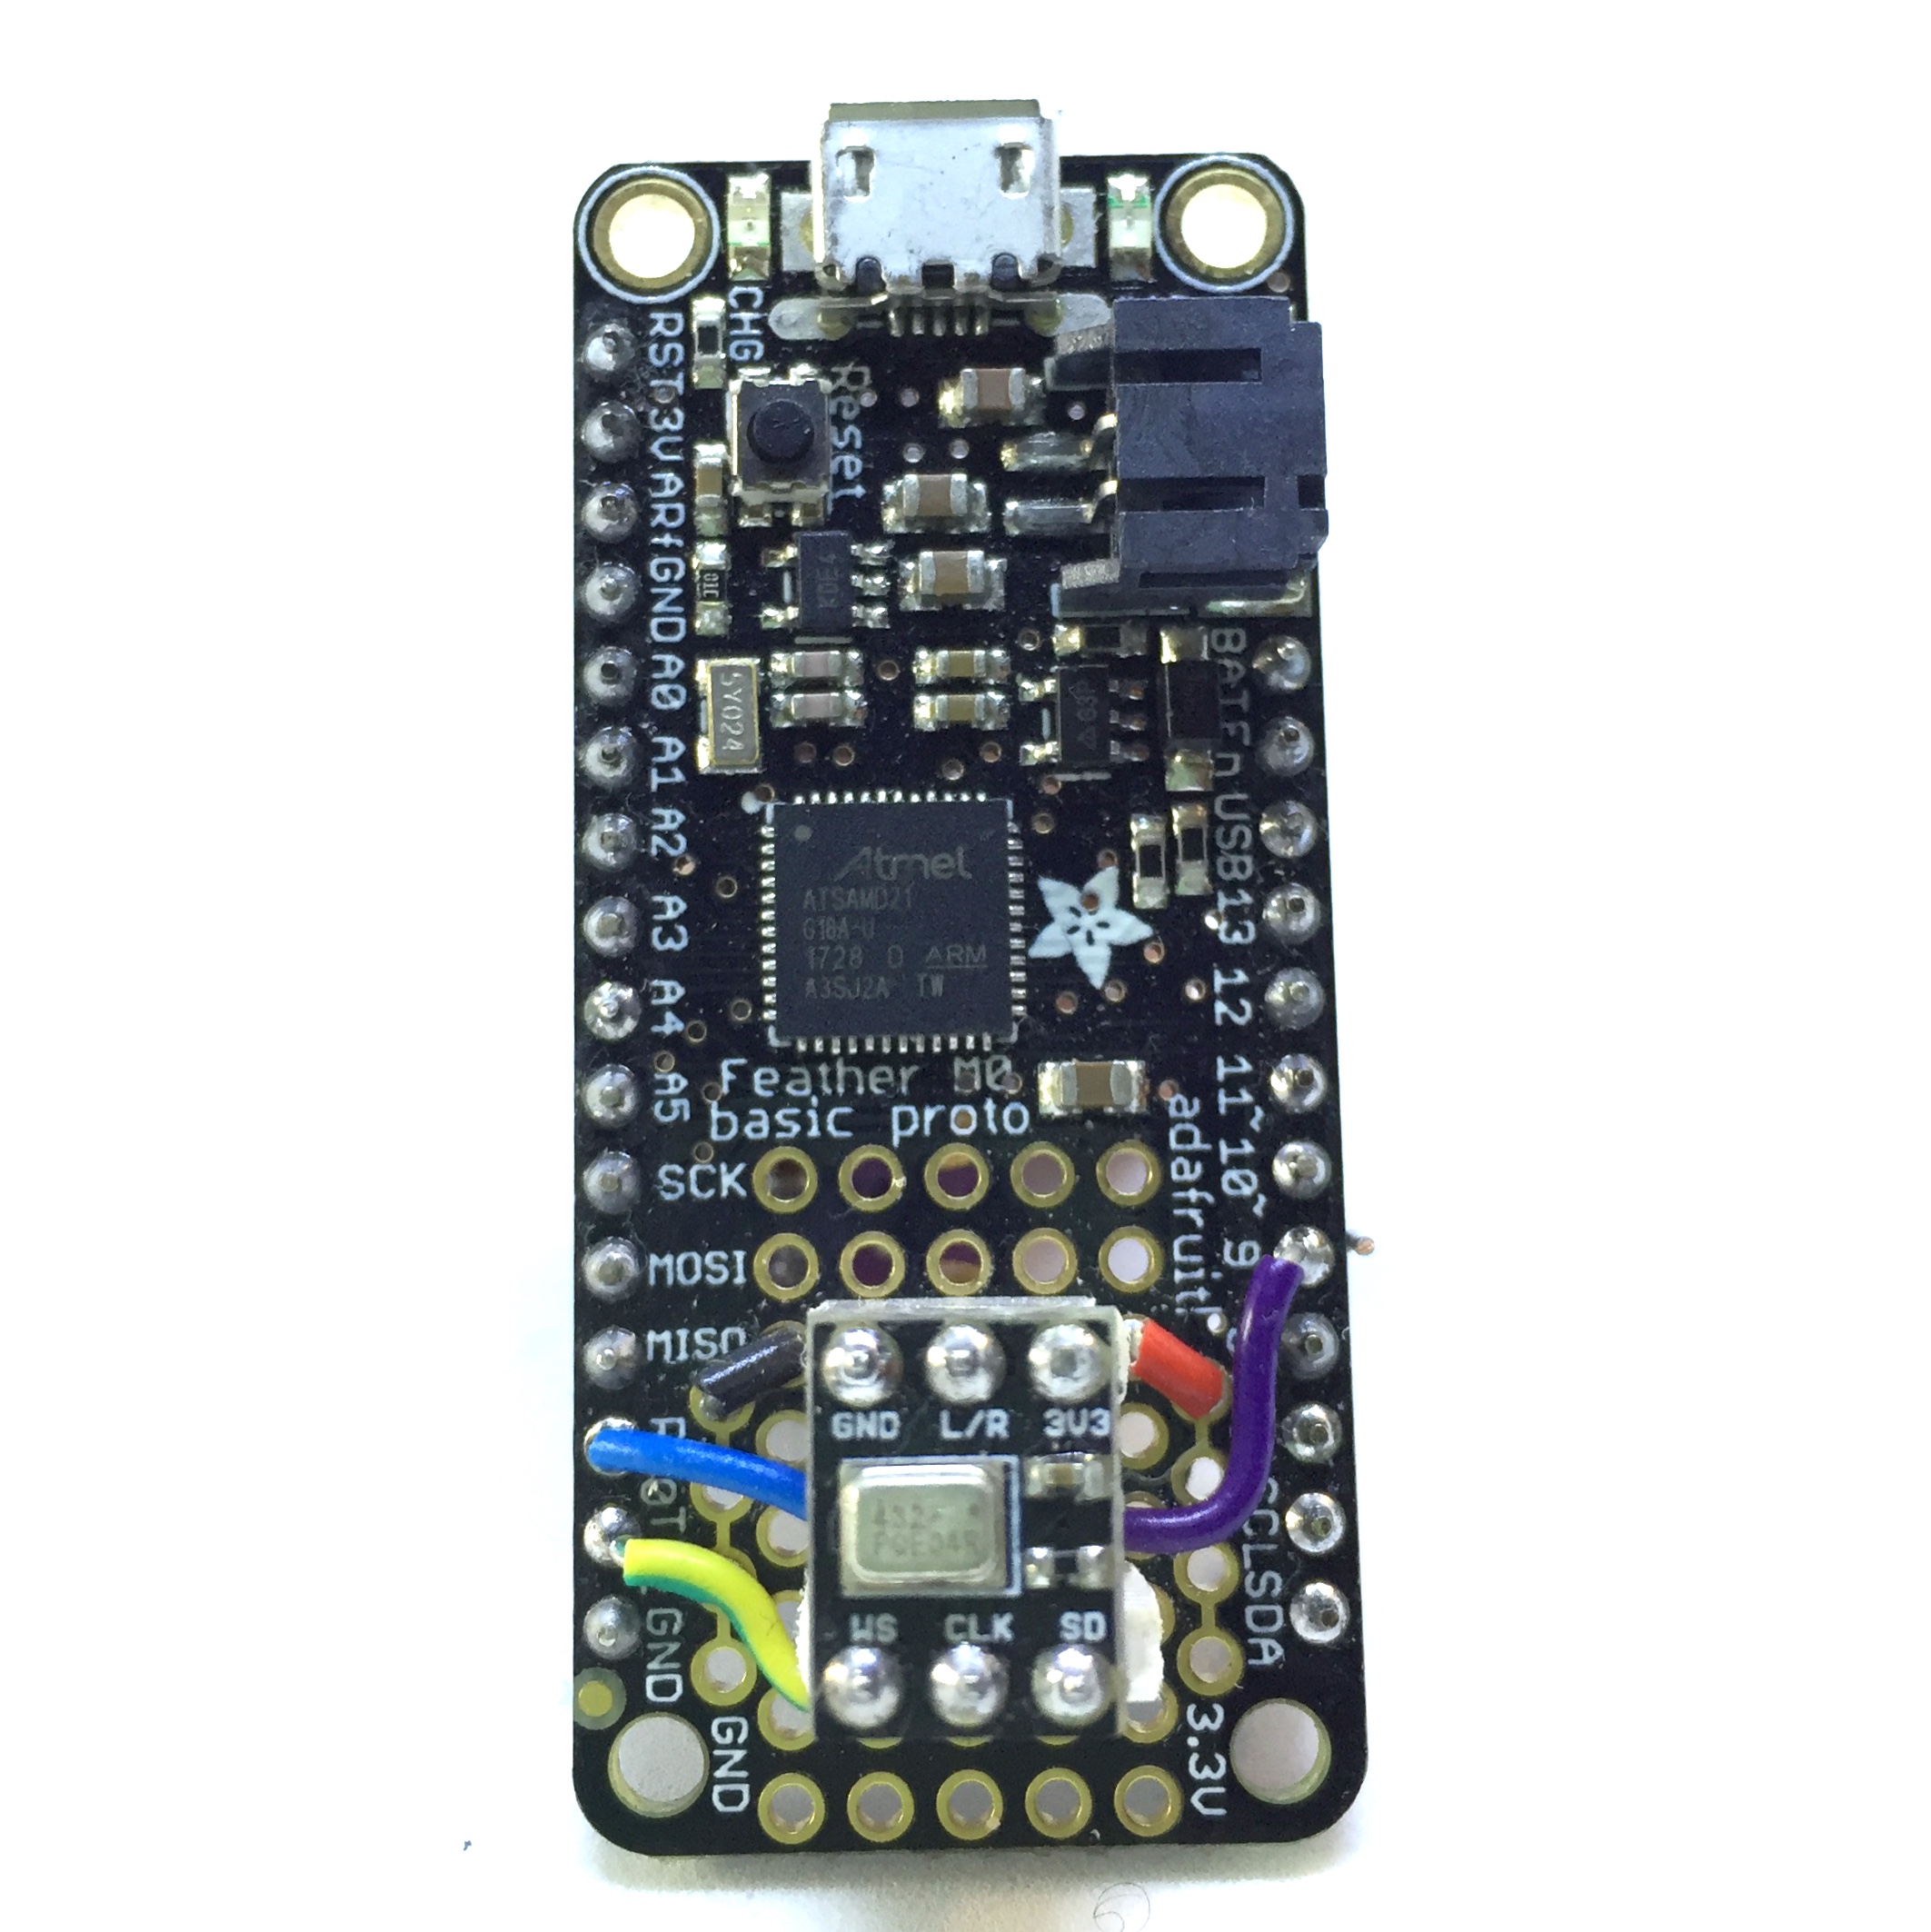 CHG
Reset
RST
3V
ARf
GND
A0
A1
A2
A3
A4
A5
SCK
MOSI
MISO
GND
GND
BAT
En
USB
13
12
11~
10~
9
SCL
SDA
3.3V
5Y024
KDE4
Atmel
ATSAMD21
G18A-U
1728 D ARM
A3SJ2A TW
Feather M0
basic proto
adafruit!
GND L/R 3V3
WS CLK SD